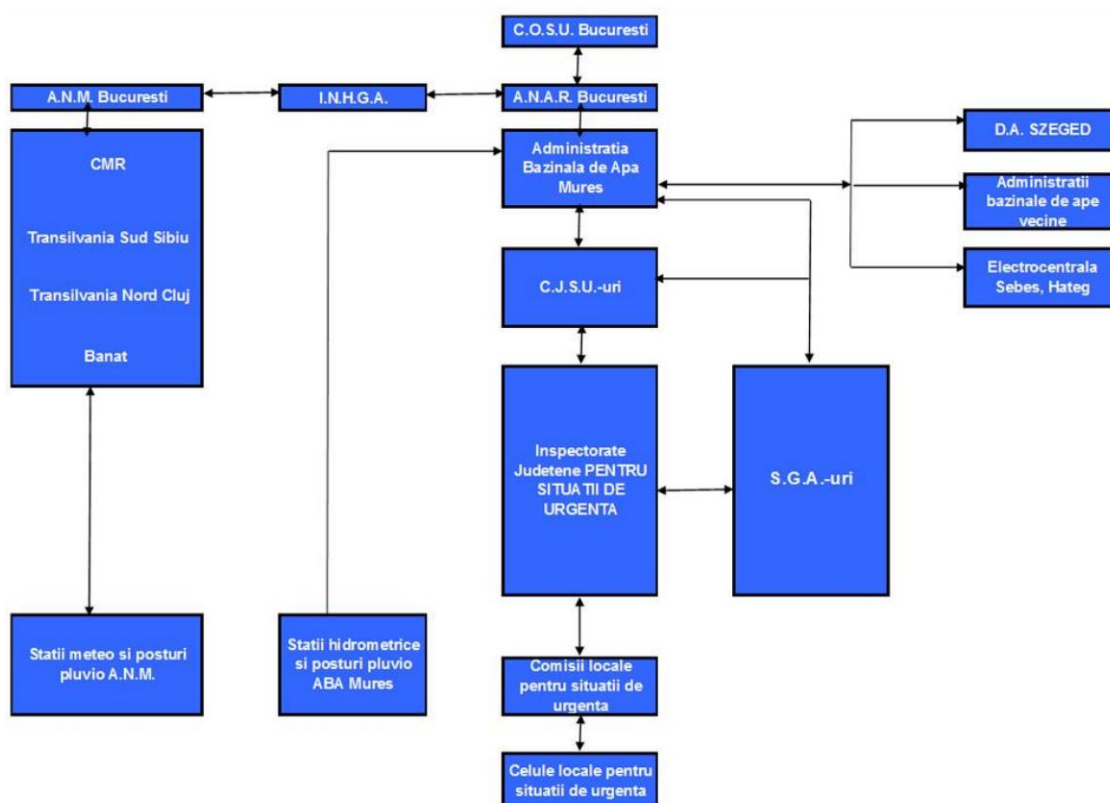 C.O.S.U. Bucuresti
A.N.M. Bucuresti
I.N.H.G.A.
A.N.A.R. Bucuresti
CMR
Transilvania Sud Sibiu
Transilvania Nord Cluj
Banat
Administratia
Bazinala de Apa
Mures
D.A. SZEGED
Administratii
bazinale de ape
vecine
Electrocentrala
Sebes, Hateg
C.J.S.U.-uri
Inspectorate
Judetene PENTRU
SITUATII DE
URGENTA
S.G.A.-uri
Statii meteo si posturi
pluvio A.N.M.
Statii hidrometrice
si posturi pluvio
ABA Mures
Comisii locale
pentru situatii de
urgenta
Celule locale pentru
situatii de urgenta